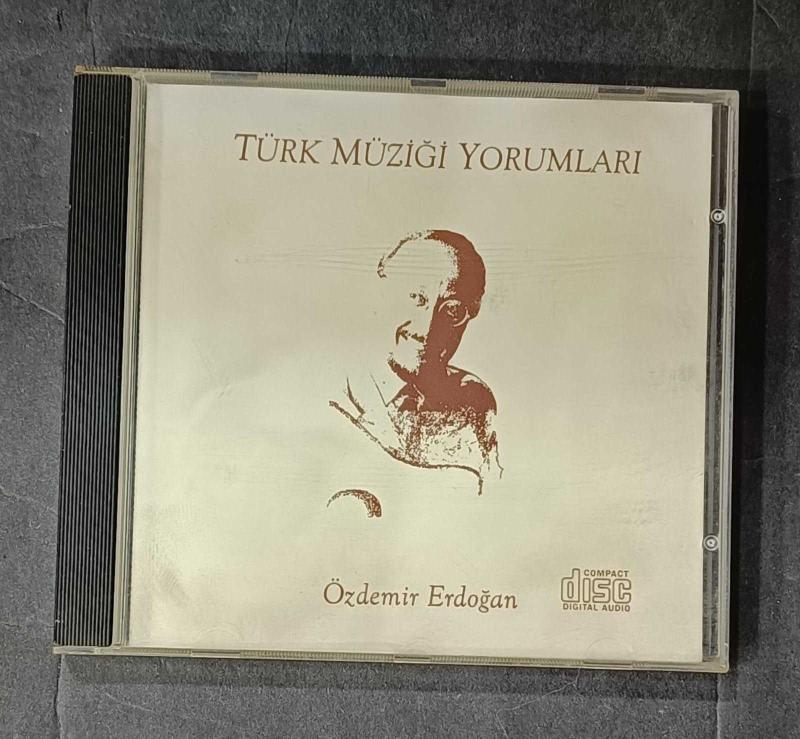 TÜRK MÜZİĞİ YORUMLARI
Özdemir Erdoğan
COMPACT
disc
DIGITAL AUDIO